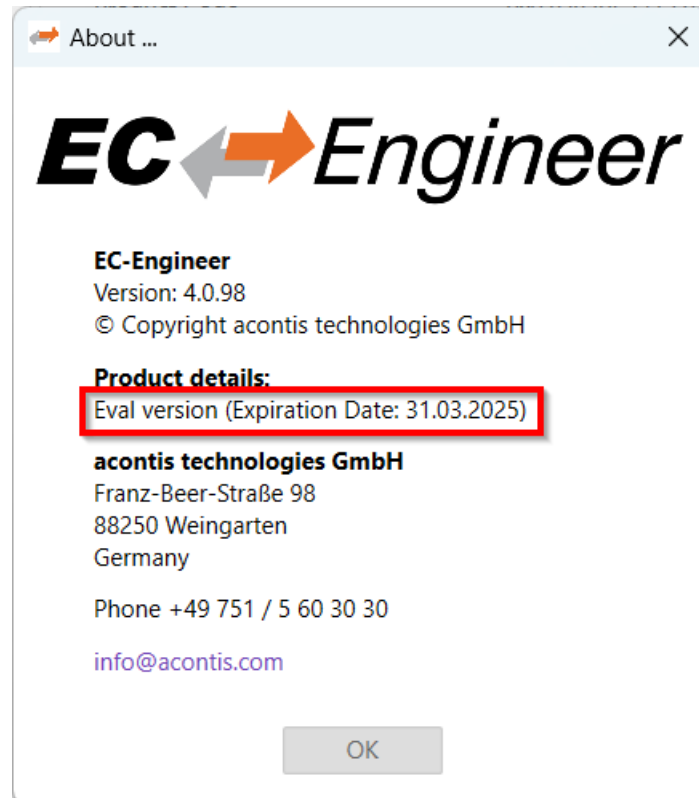 About ...
EC Engineer
EC-Engineer
Version: 4.0.98
© Copyright acontis technologies GmbH
Product details:
Eval version (Expiration Date: 31.03.2025)
acontis technologies GmbH
Franz-Beer-Straße 98
88250 Weingarten
Germany
Phone +49 751 / 5 60 30 30
info@acontis.com
OK